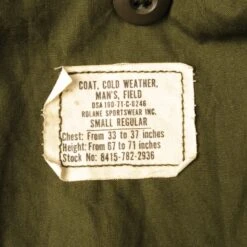 COAT, COLD WEATHER,
MAN'S, FIELD
DSA 100-71-C-0246
ROLANE SPORTSWEAR INC.
SMALL REGULAR
Chest: From 33 to 37 inches
Height: From 67 to 71 inches
Stock No: 8415-782-2936